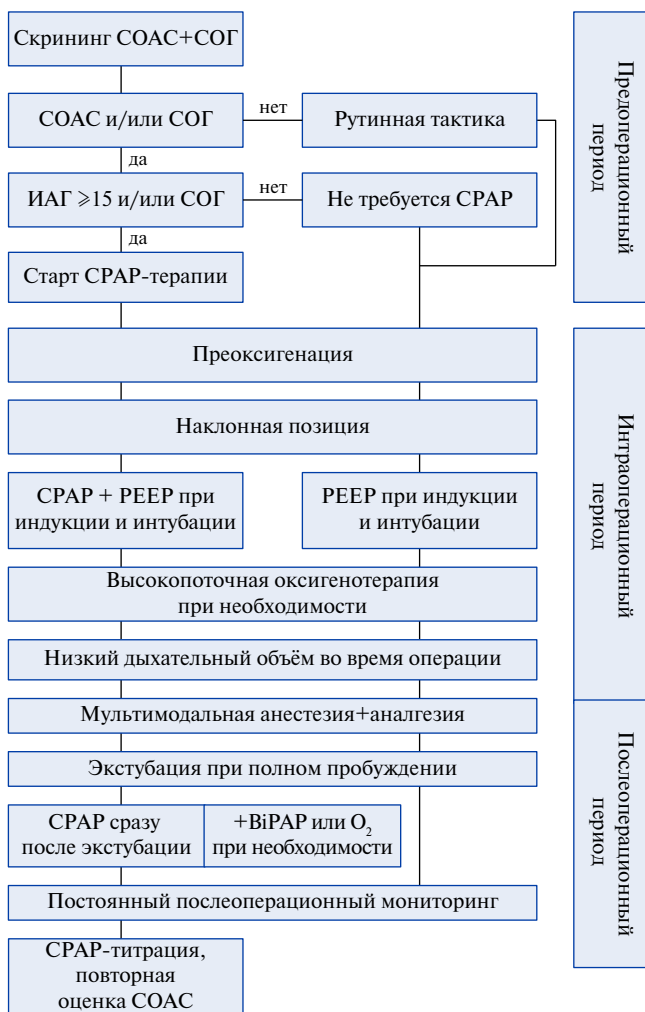 Скрининг СОАС+СОГ
СОАС и/или СОГ
нет
Рутинная тактика
да
ИАГ ≥15 и/или СОГ
нет
Не требуется CPAP
да
Старт CPAP-терапии
Предоперационный
период
Преоксигенация
Наклонная позиция
CPAP + PEEP при
индукции и интубации
PEEP при индукции
и интубации
Высокопоточная оксигенотерапия
при необходимости
Низкий дыхательный объём во время операции
Интраоперационный
период
Мультимодальная анестезия+аналгезия
Экстубация при полном пробуждении
CPAP сразу
после экстубации
+BiPAP или O₂
при необходимости
Постоянный послеоперационный мониторинг
CPAP-титрация,
повторная
оценка СОАС
Послеоперационный
период